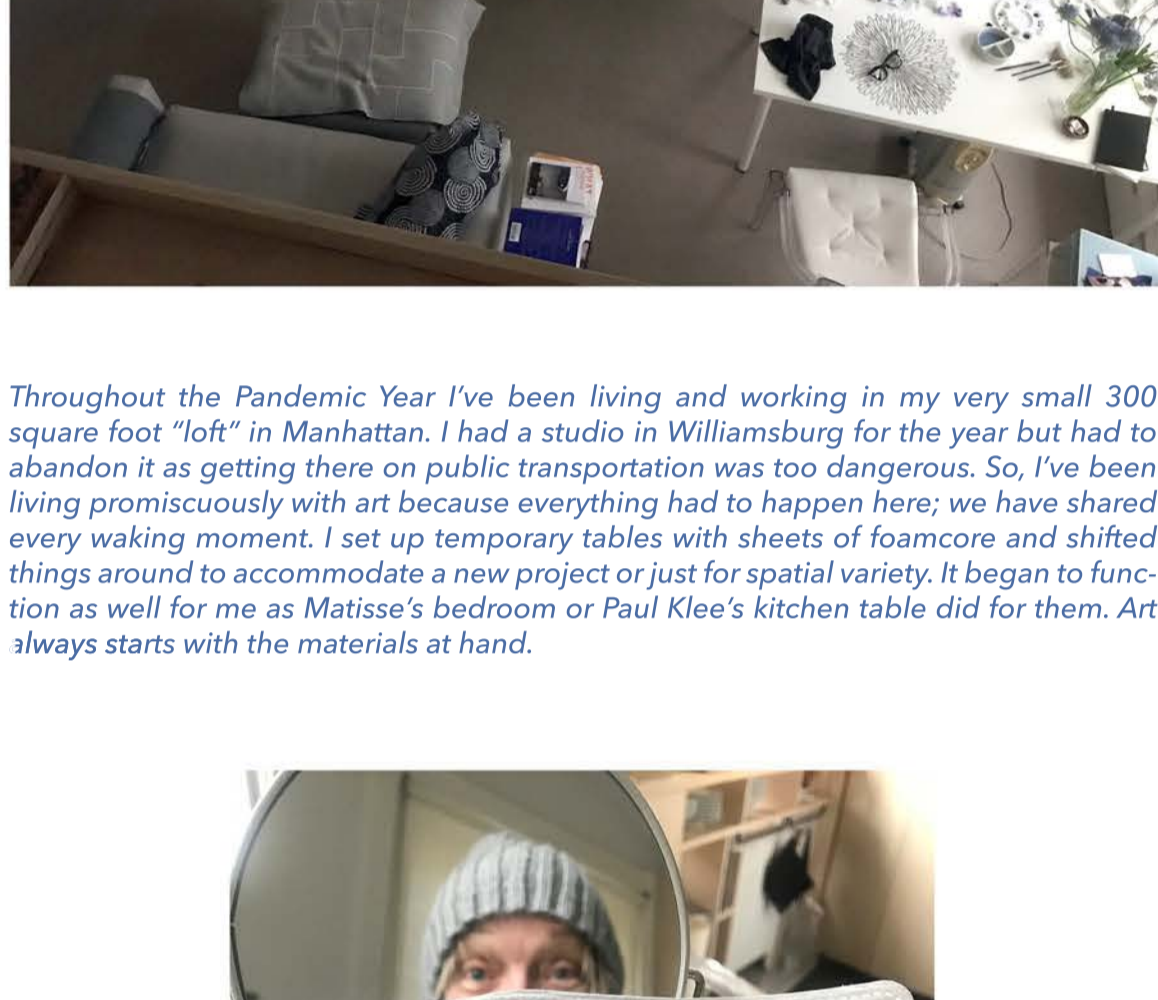 Throughout the Pandemic Year I’ve been living and working in my very small 300
square foot “loft” in Manhattan. I had a studio in Williamsburg for the year but had to
abandon it as getting there on public transportation was too dangerous. So, I’ve been
living promiscuously with art because everything had to happen here; we have shared
every waking moment. I set up temporary tables with sheets of foamcore and shifted
things around to accommodate a new project or just for spatial variety. It began to func-
tion as well for me as Matisse’s bedroom or Paul Klee’s kitchen table did for them. Art
always starts with the materials at hand.